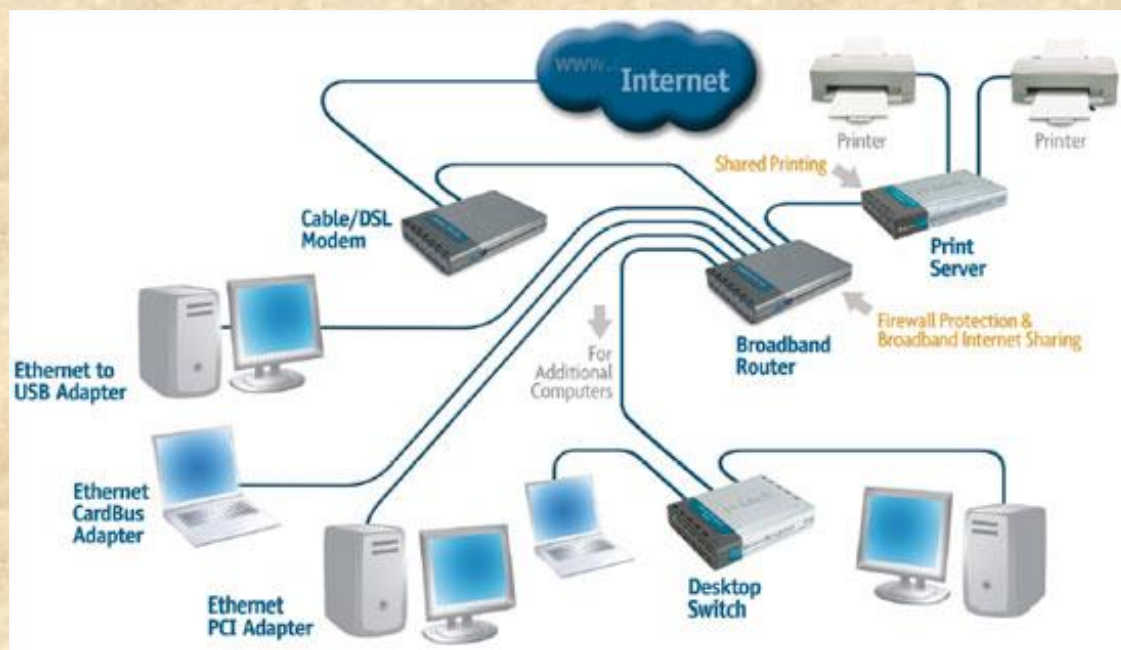 www...
Internet
Printer
Printer
Shared Printing
Cable/DSL
Modem
Print
Server
Firewall Protection &
Broadband Internet Sharing
Broadband
Router
For
Additional
Computers
Ethernet to
USB Adapter
Ethernet
CardBus
Adapter
Ethernet
PCI Adapter
Desktop
Switch